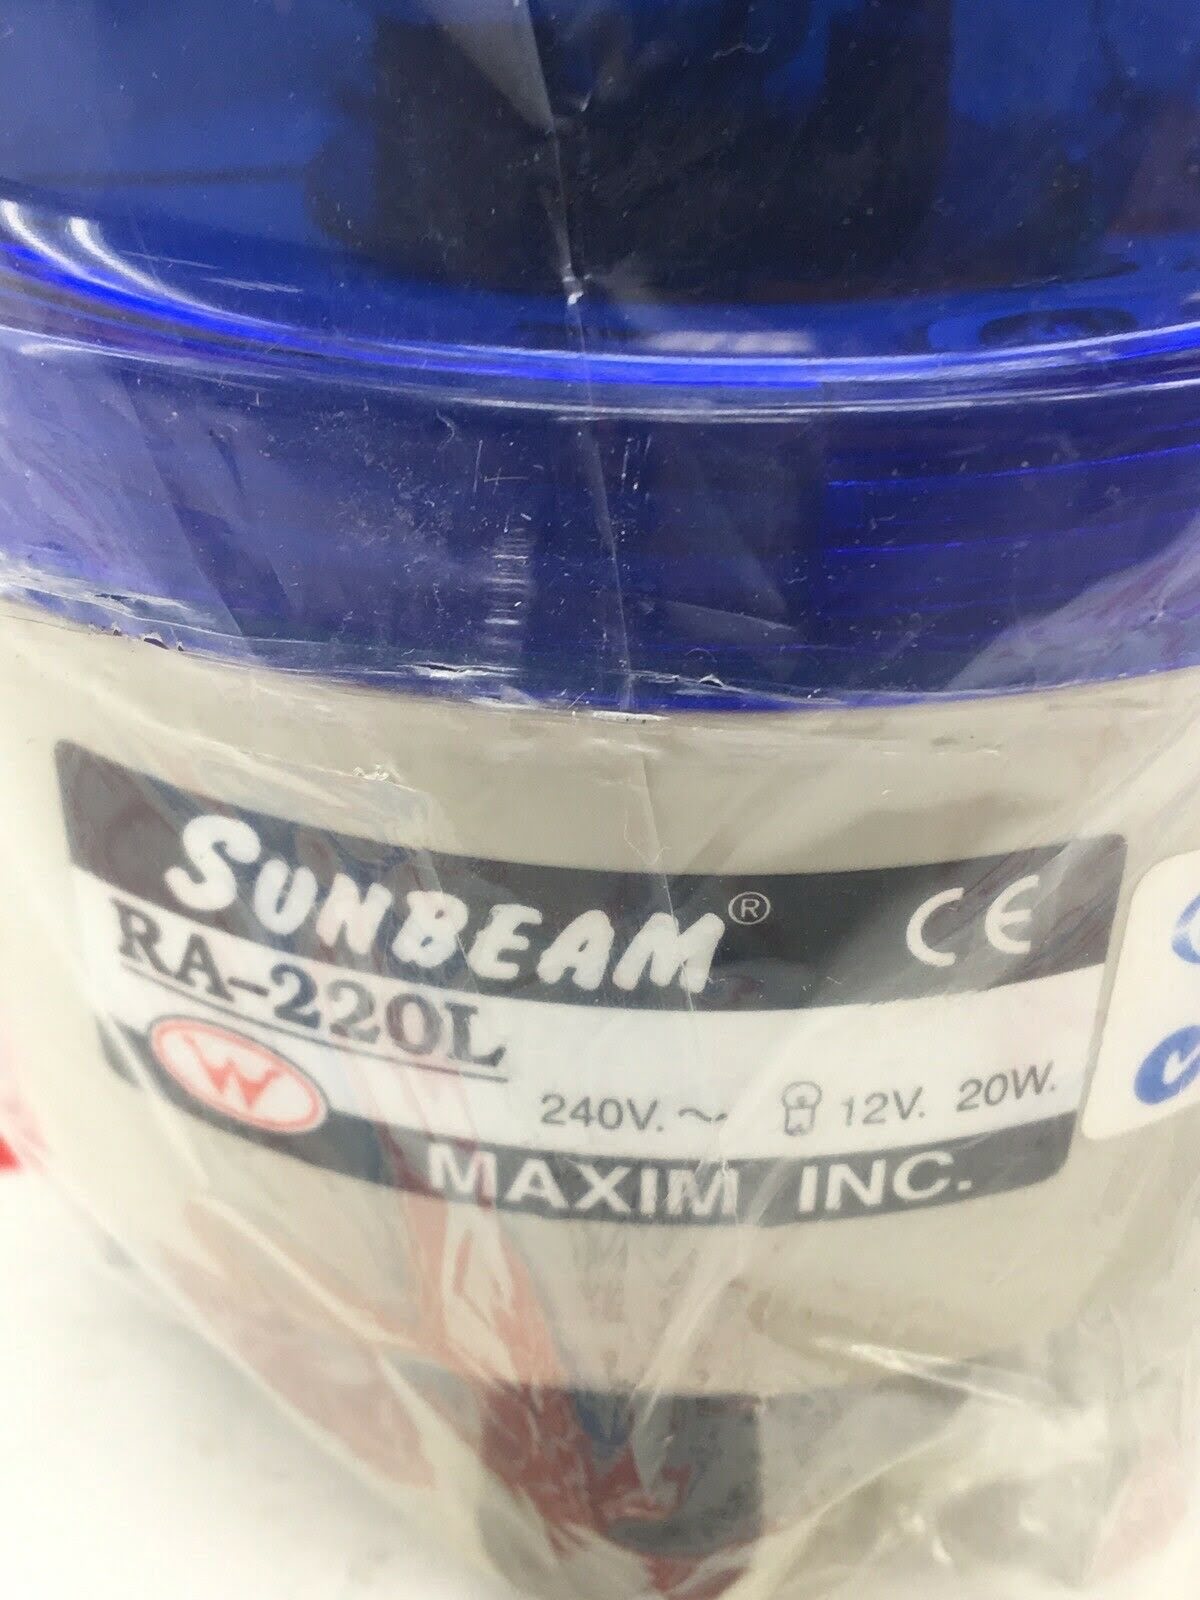 SUNBEAM® CE
RA-220L
W
240V.~ 12V. 20W.
MAXIM INC.